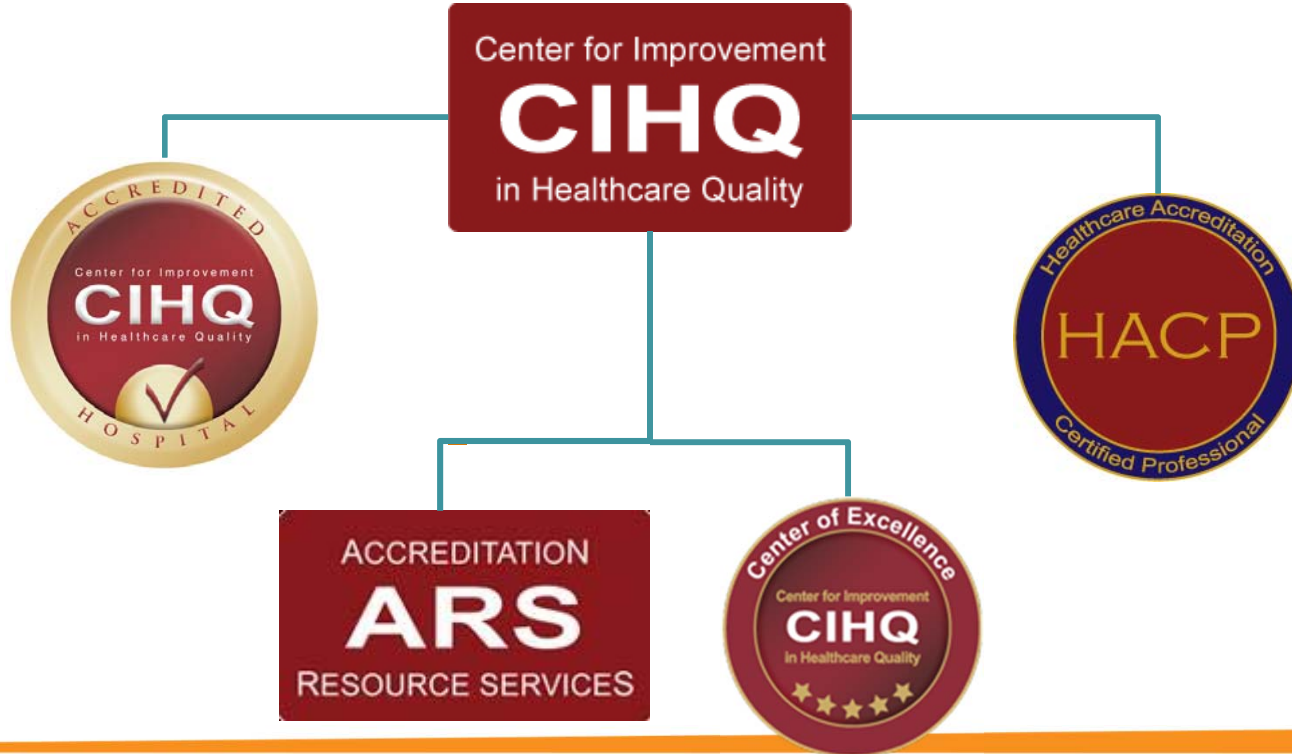 Center for Improvement
CIHQ
in Healthcare Quality
ACCREDITED
Center for Improvement
CIHQ
in Healthcare Quality
HOSPITAL
Healthcare Accreditation
HACP
Certified Professional
ACCREDITATION
ARS
RESOURCE SERVICES
Center of Excellence
Center for Improvement
CIHQ
in Healthcare Quality